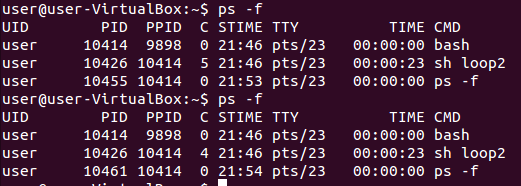 user@user-VirtualBox:~$ ps -f
UID        PID  PPID  C STIME TTY          TIME CMD
user     10414  9898  0 21:46 pts/23   00:00:00 bash
user     10426 10414  5 21:46 pts/23   00:00:23 sh loop2
user     10455 10414  0 21:53 pts/23   00:00:00 ps -f
user@user-VirtualBox:~$ ps -f
UID        PID  PPID  C STIME TTY          TIME CMD
user     10414  9898  0 21:46 pts/23   00:00:00 bash
user     10426 10414  4 21:46 pts/23   00:00:23 sh loop2
user     10461 10414  0 21:54 pts/23   00:00:00 ps -f
user@user-VirtualBox:~$